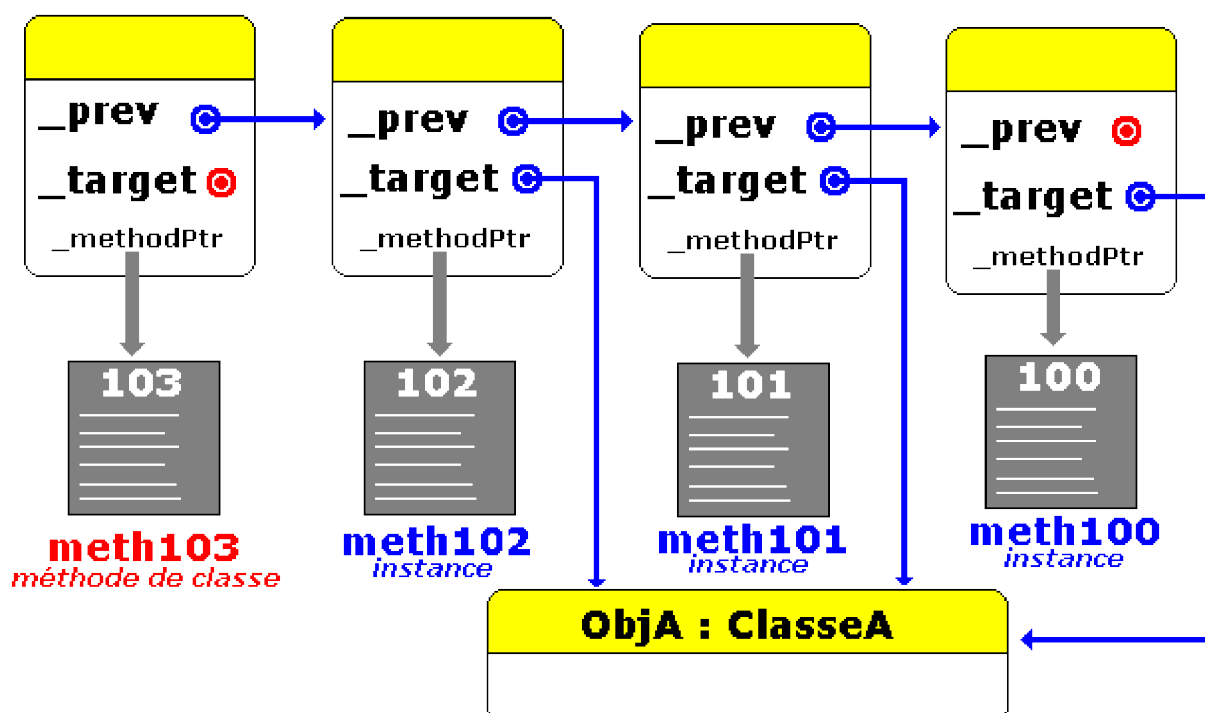 _prev
_target
_methodPtr
_prev
_target
_methodPtr
_prev
_target
_methodPtr
_prev
_target
_methodPtr
103
102
101
100
meth103
méthode de classe
meth102
instance
meth101
instance
meth100
instance
ObjA : ClasseA